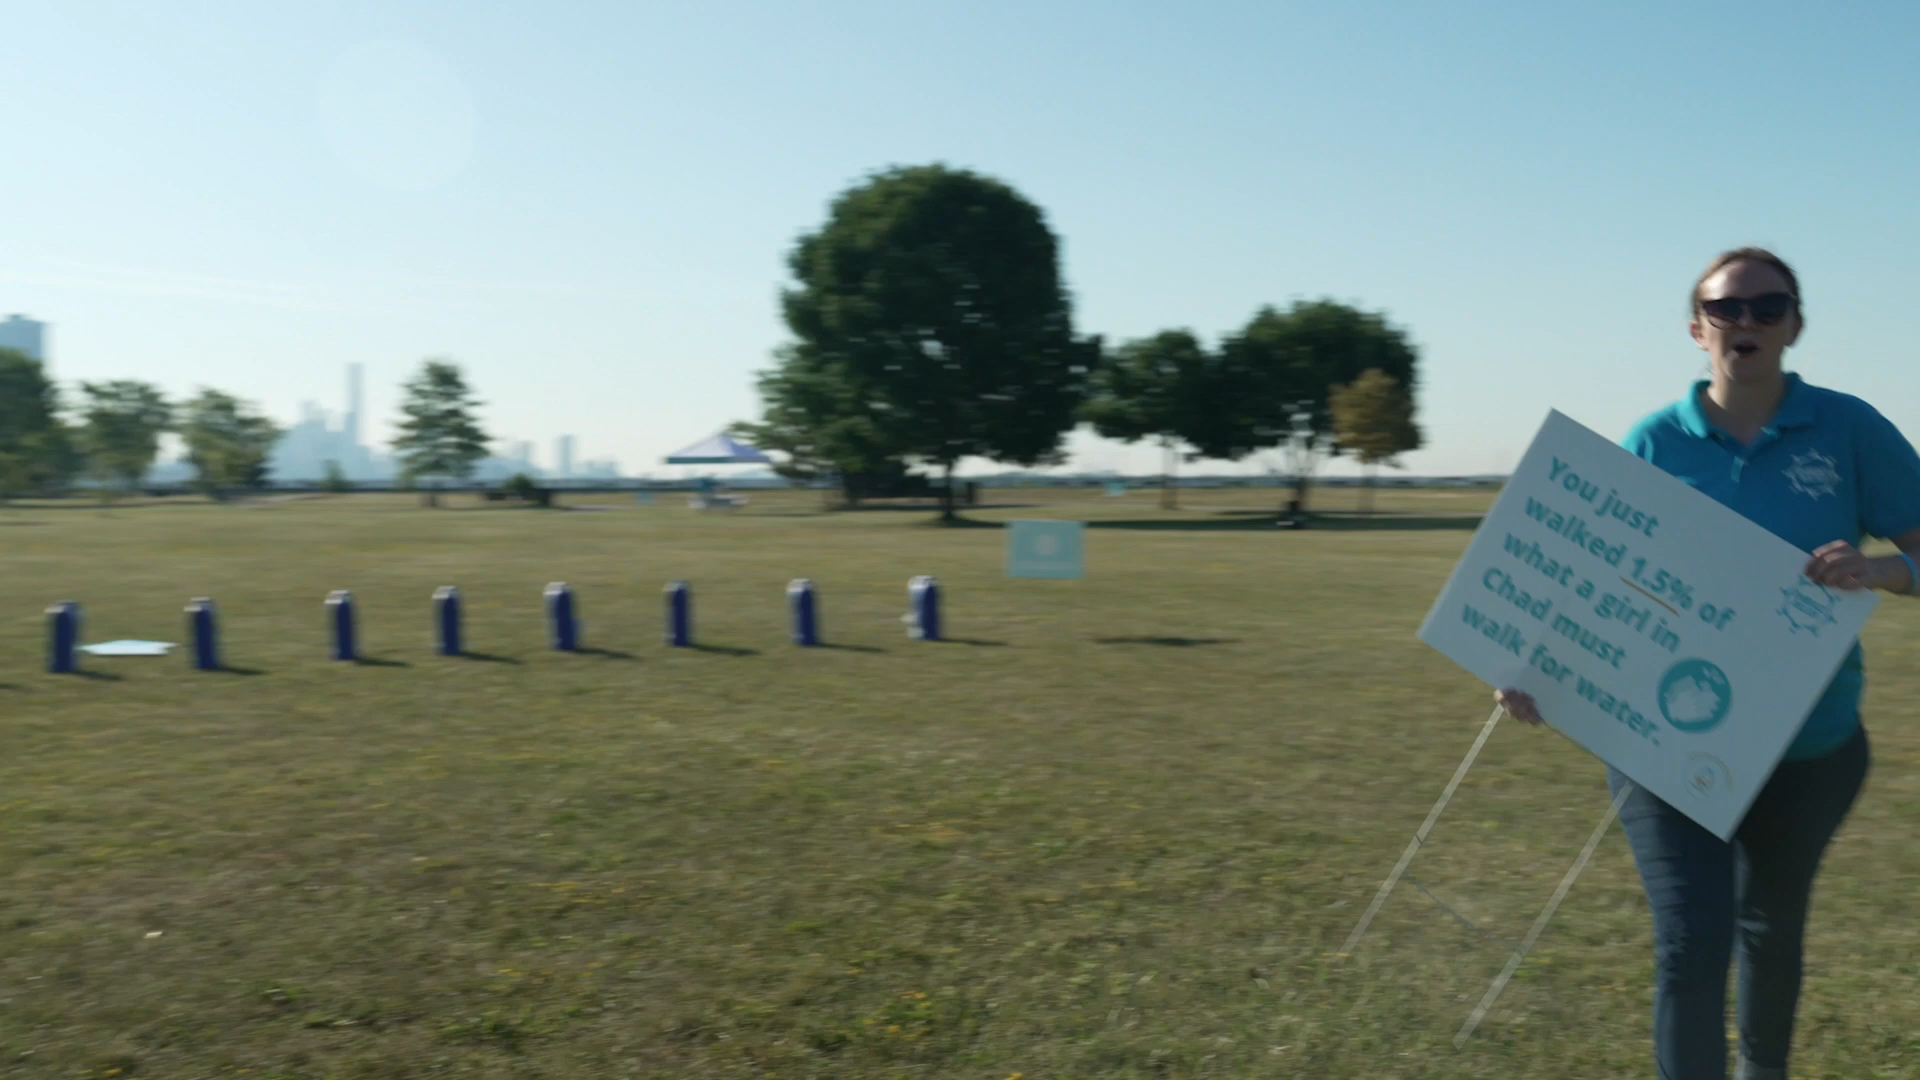 You just
walked 1.5% of
what a girl in
Chad must
walk for water.